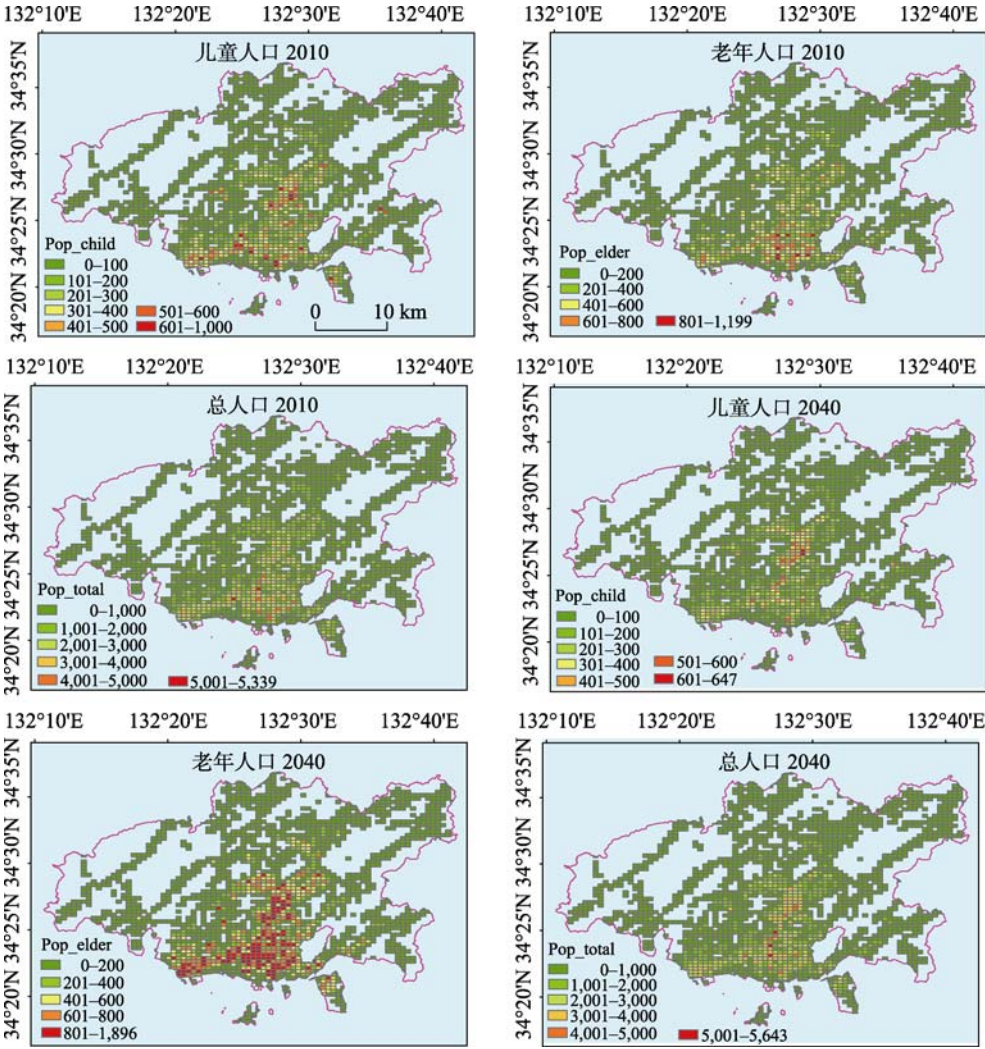 132°10′E 132°20′E 132°30′E 132°40′E
34°35′N
34°30′N
34°25′N
34°20′N
儿童人口 2010
Pop_child
0–100
101–200
201–300
301–400
401–500
501–600
601–1,000
0 10 km
132°10′E 132°20′E 132°30′E 132°40′E
34°35′N
34°30′N
34°25′N
34°20′N
老年人口 2010
Pop_elder
0–200
201–400
401–600
601–800
801–1,199
132°10′E 132°20′E 132°30′E 132°40′E
34°35′N
34°30′N
34°25′N
34°20′N
总人口 2010
Pop_total
0–1,000
1,001–2,000
2,001–3,000
3,001–4,000
4,001–5,000
5,001–5,339
132°10′E 132°20′E 132°30′E 132°40′E
34°35′N
34°30′N
34°25′N
34°20′N
儿童人口 2040
Pop_child
0–100
101–200
201–300
301–400
401–500
501–600
601–647
132°10′E 132°20′E 132°30′E 132°40′E
34°35′N
34°30′N
34°25′N
34°20′N
老年人口 2040
Pop_elder
0–200
201–400
401–600
601–800
801–1,896
132°10′E 132°20′E 132°30′E 132°40′E
34°35′N
34°30′N
34°25′N
34°20′N
总人口 2040
Pop_total
0–1,000
1,001–2,000
2,001–3,000
3,001–4,000
4,001–5,000
5,001–5,643